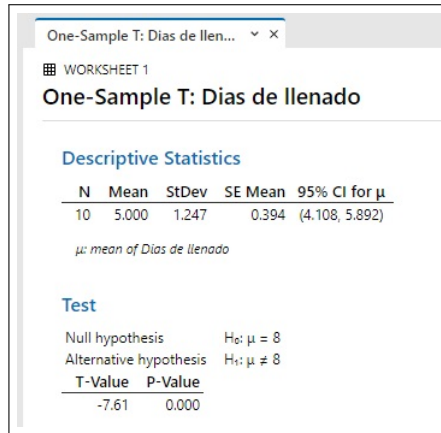 One-Sample T: Dias de llen...
WORKSHEET 1
One-Sample T: Dias de llenado
Descriptive Statistics
N Mean StDev SE Mean 95% CI for μ
10 5.000 1.247 0.394 (4.108, 5.892)
μ: mean of Dias de llenado
Test
Null hypothesis H₀: μ = 8
Alternative hypothesis H₁: μ ≠ 8
T-Value P-Value
-7.61 0.000